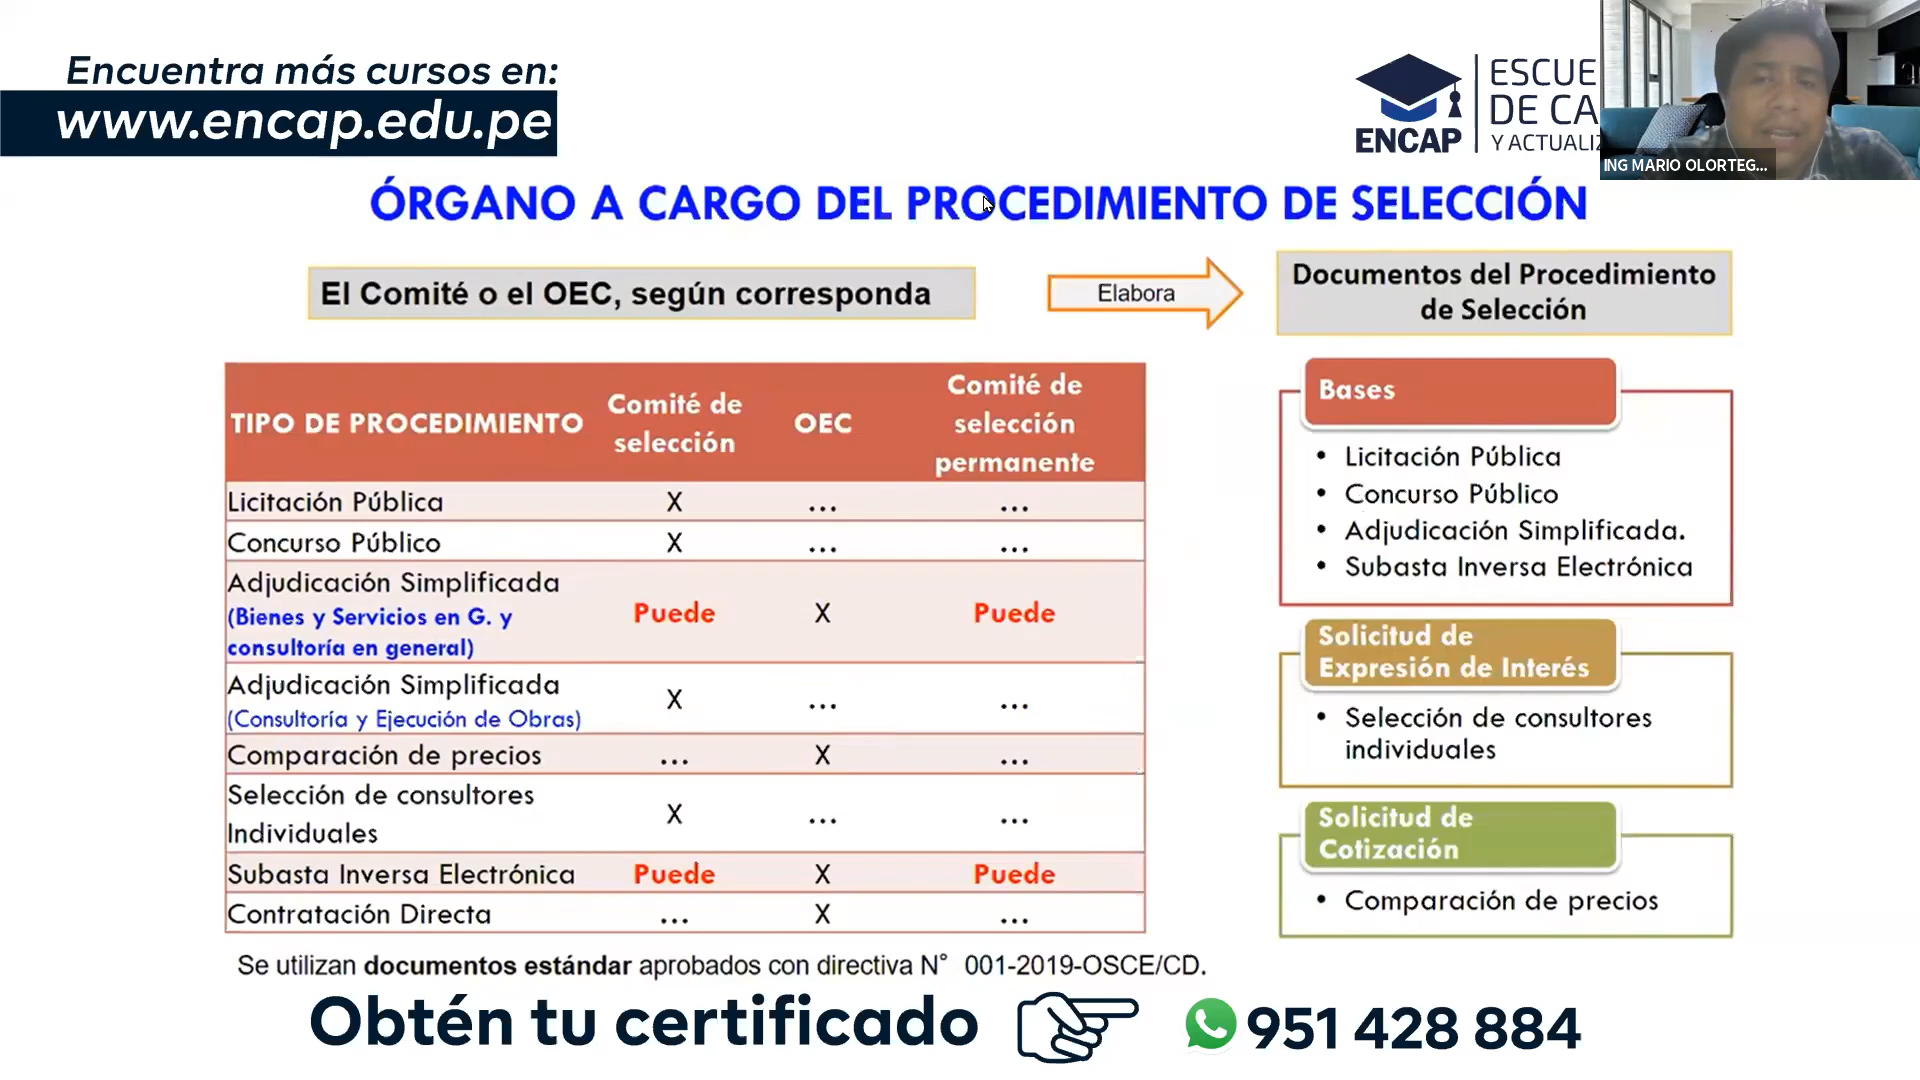 Encuentra más cursos en:
www.encap.edu.pe
ENCAP
ESCUE
DE CA
Y ACTUALIZ
ING MARIO OLORTEG...
ÓRGANO A CARGO DEL PROCEDIMIENTO DE SELECCIÓN
El Comité o el OEC, según corresponda
Elabora
Documentos del Procedimiento
de Selección
TIPO DE PROCEDIMIENTO
Comité de
selección
OEC
Comité de
selección
permanente
Licitación Pública X ... ...
Concurso Público X ... ...
Adjudicación Simplificada
(Bienes y Servicios en G. y
consultoría en general)
Puede X Puede
Adjudicación Simplificada
(Consultoría y Ejecución de Obras)
X ... ...
Comparación de precios ... X ...
Selección de consultores
Individuales
X ... ...
Subasta Inversa Electrónica Puede X Puede
Contratación Directa ... X ...
Bases
• Licitación Pública
• Concurso Público
• Adjudicación Simplificada.
• Subasta Inversa Electrónica
Solicitud de
Expresión de Interés
• Selección de consultores
individuales
Solicitud de
Cotización
• Comparación de precios
Se utilizan documentos estándar aprobados con directiva N° 001-2019-OSCE/CD.
Obtén tu certificado
951 428 884